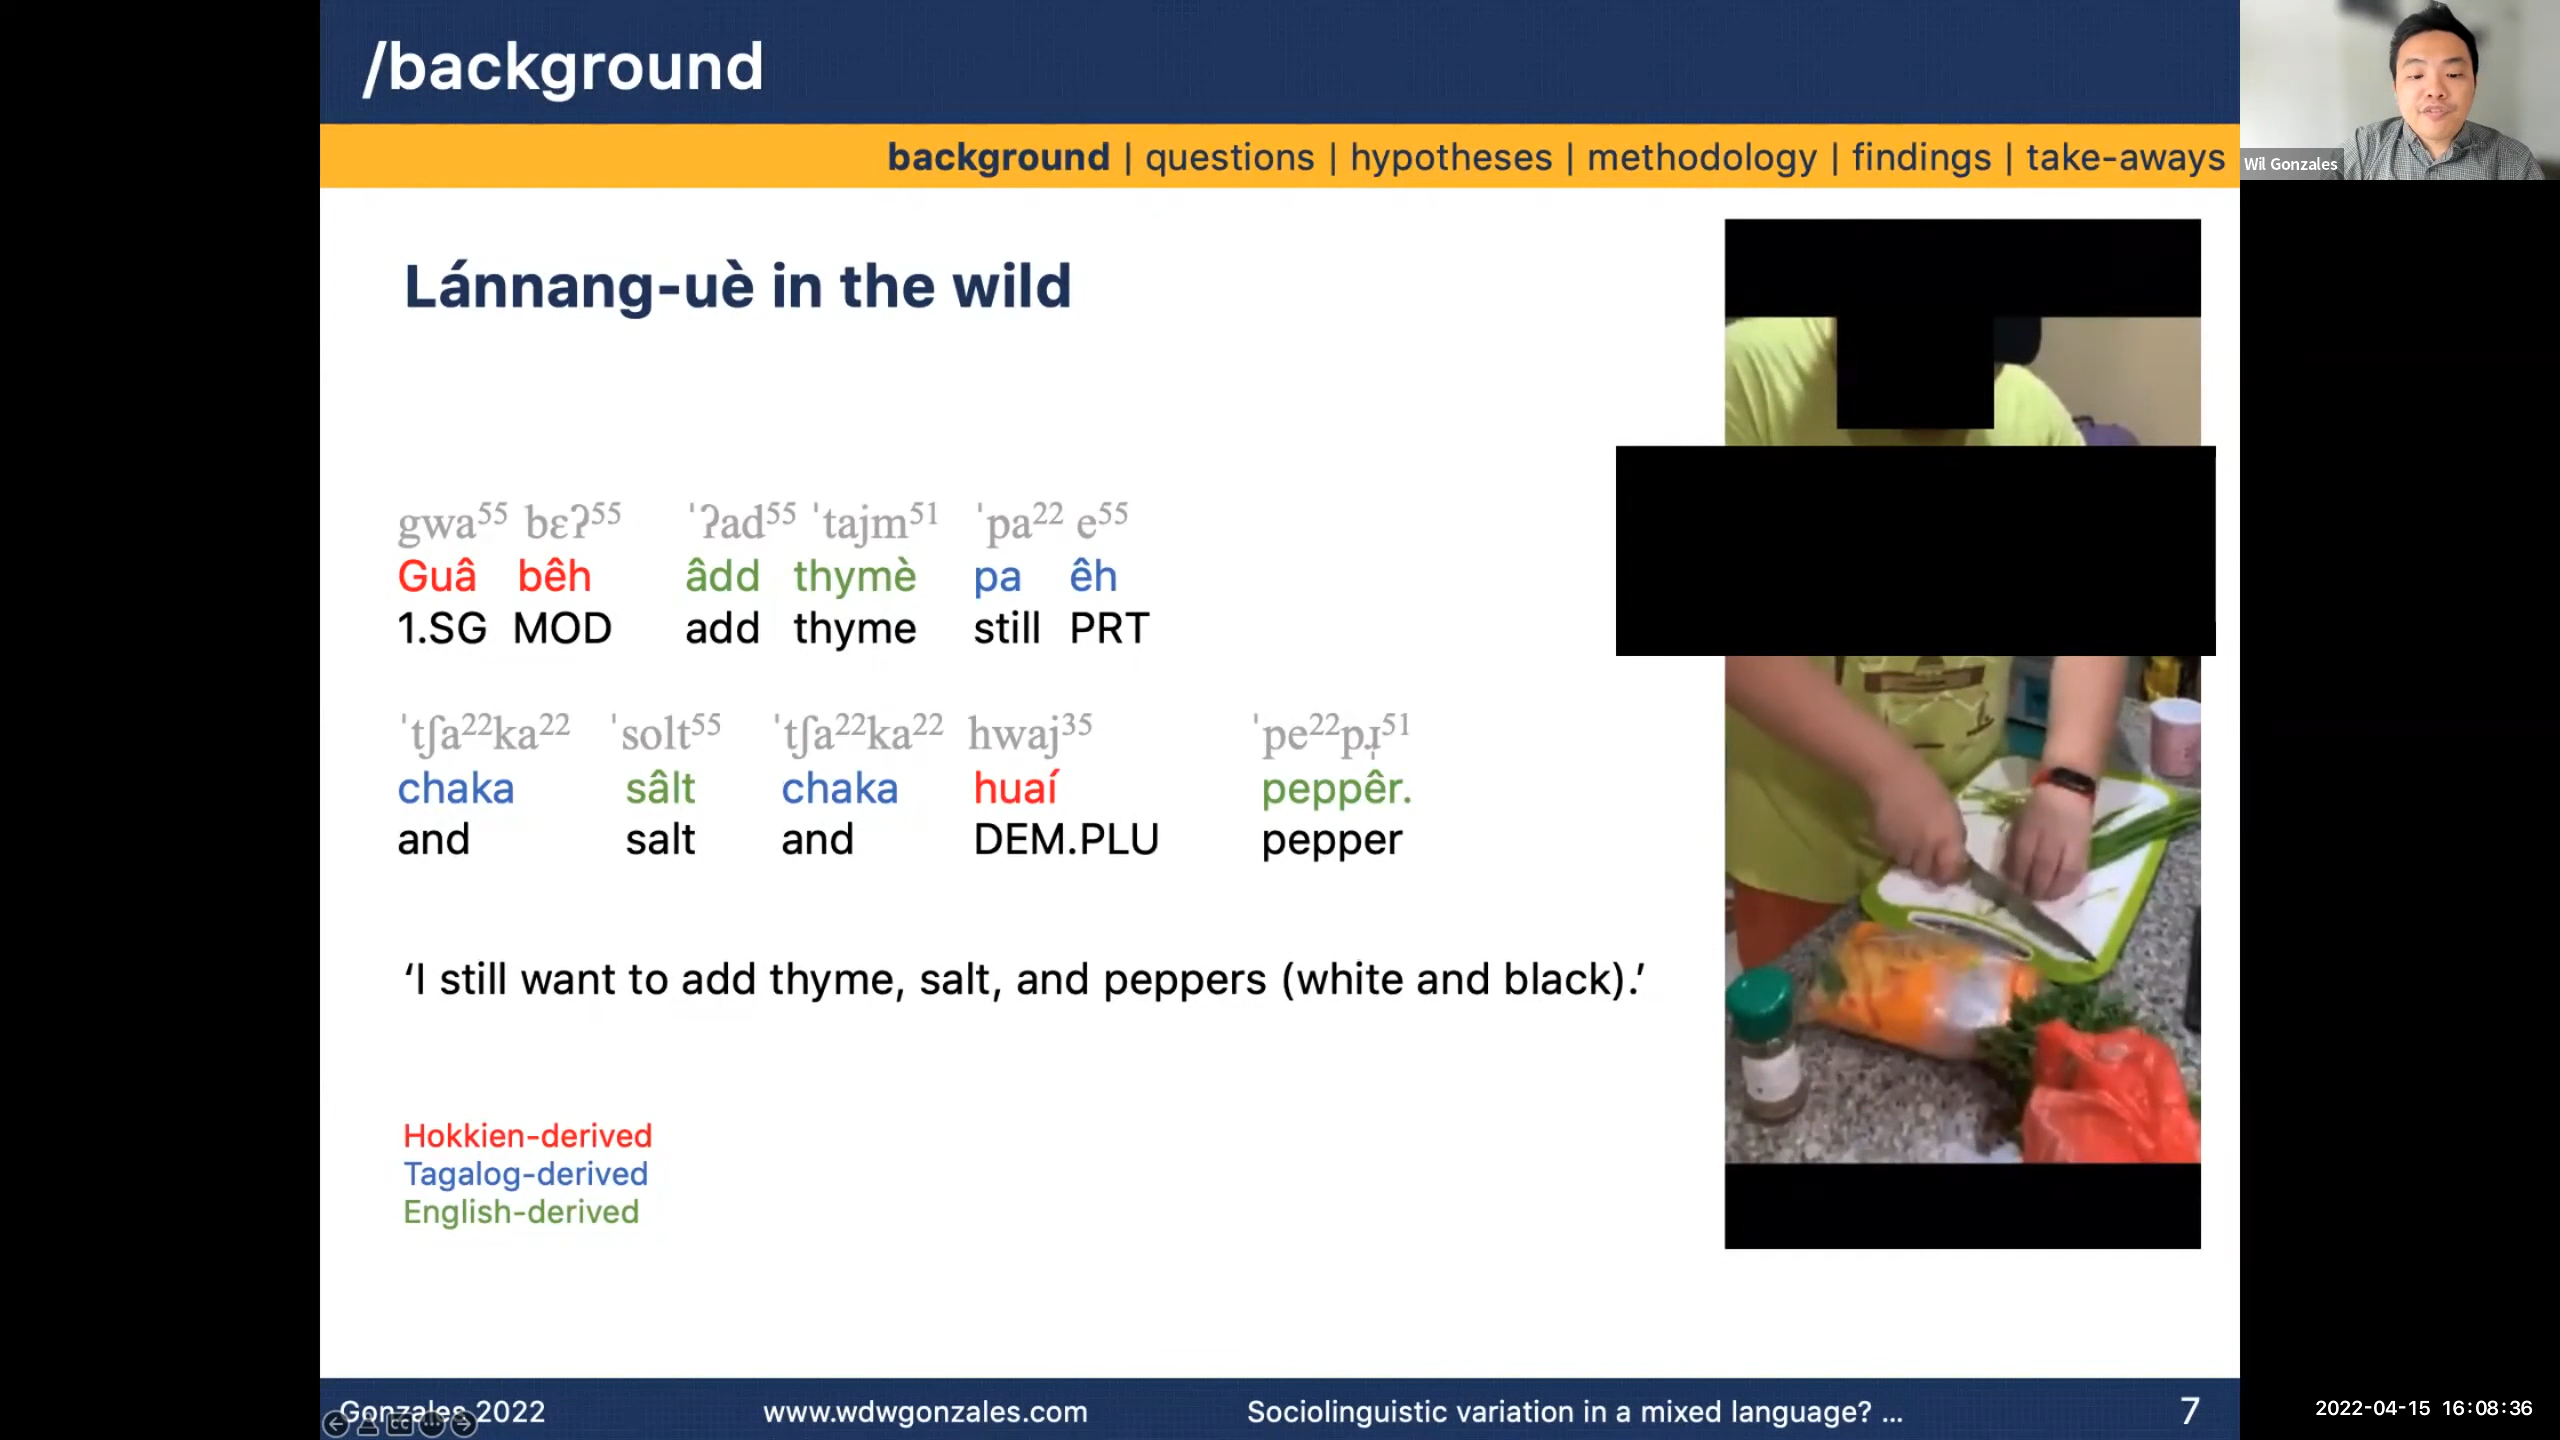 /background
background | questions | hypotheses | methodology | findings | take-aways
Wil Gonzales
Lánnang-uè in the wild
gwa⁵⁵ bɛʔ⁵⁵ ˈʔad⁵⁵ ˈtajm⁵¹ ˈpa²² e⁵⁵
Guâ bêh âdd thymè pa êh
1.SG MOD add thyme still PRT
ˈtʃa²²ka²² ˈsolt⁵⁵ ˈtʃa²²ka²² hwaj³⁵ ˈpe²²pɹ̩⁵¹
chaka sâlt chaka huaí peppêr.
and salt and DEM.PLU pepper
‘I still want to add thyme, salt, and peppers (white and black).’
Hokkien-derived
Tagalog-derived
English-derived
Gonzales 2022 www.wdwgonzales.com Sociolinguistic variation in a mixed language? ... 7
2022-04-15 16:08:36